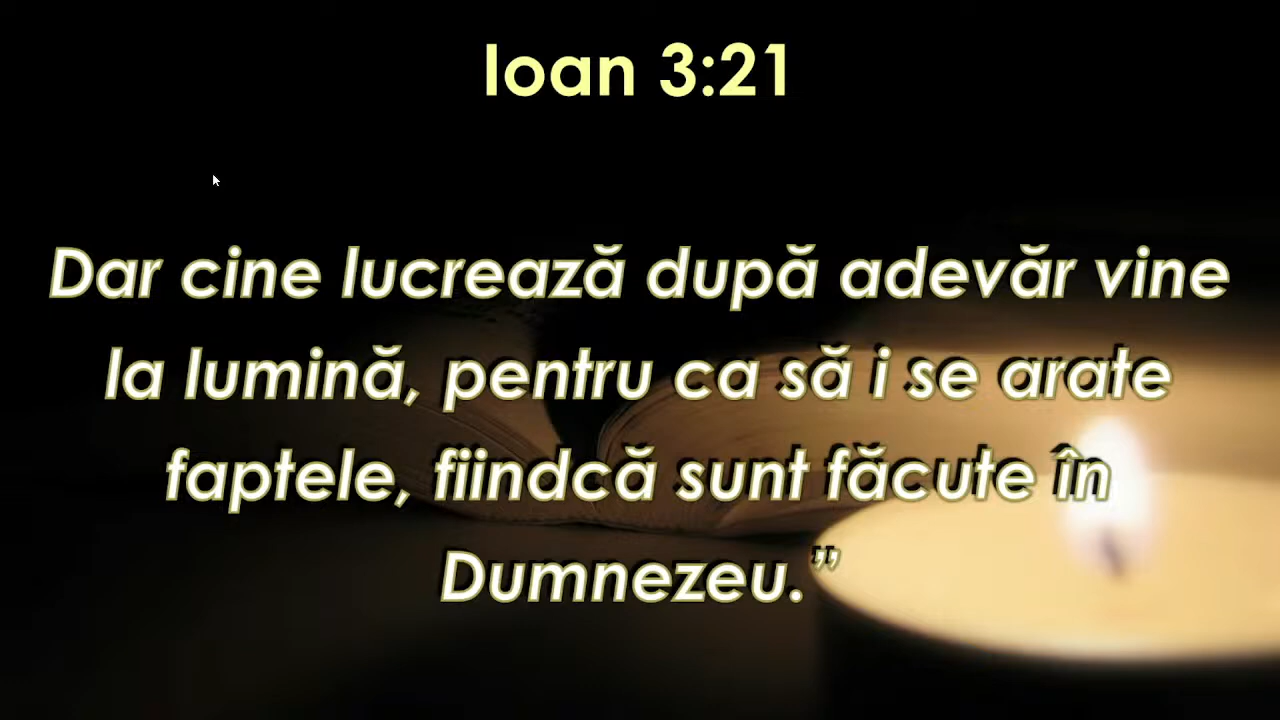 Ioan 3:21
Dar cine lucrează după adevăr vine
la lumină, pentru ca să i se arate
faptele, fiindcă sunt făcute în
Dumnezeu.”